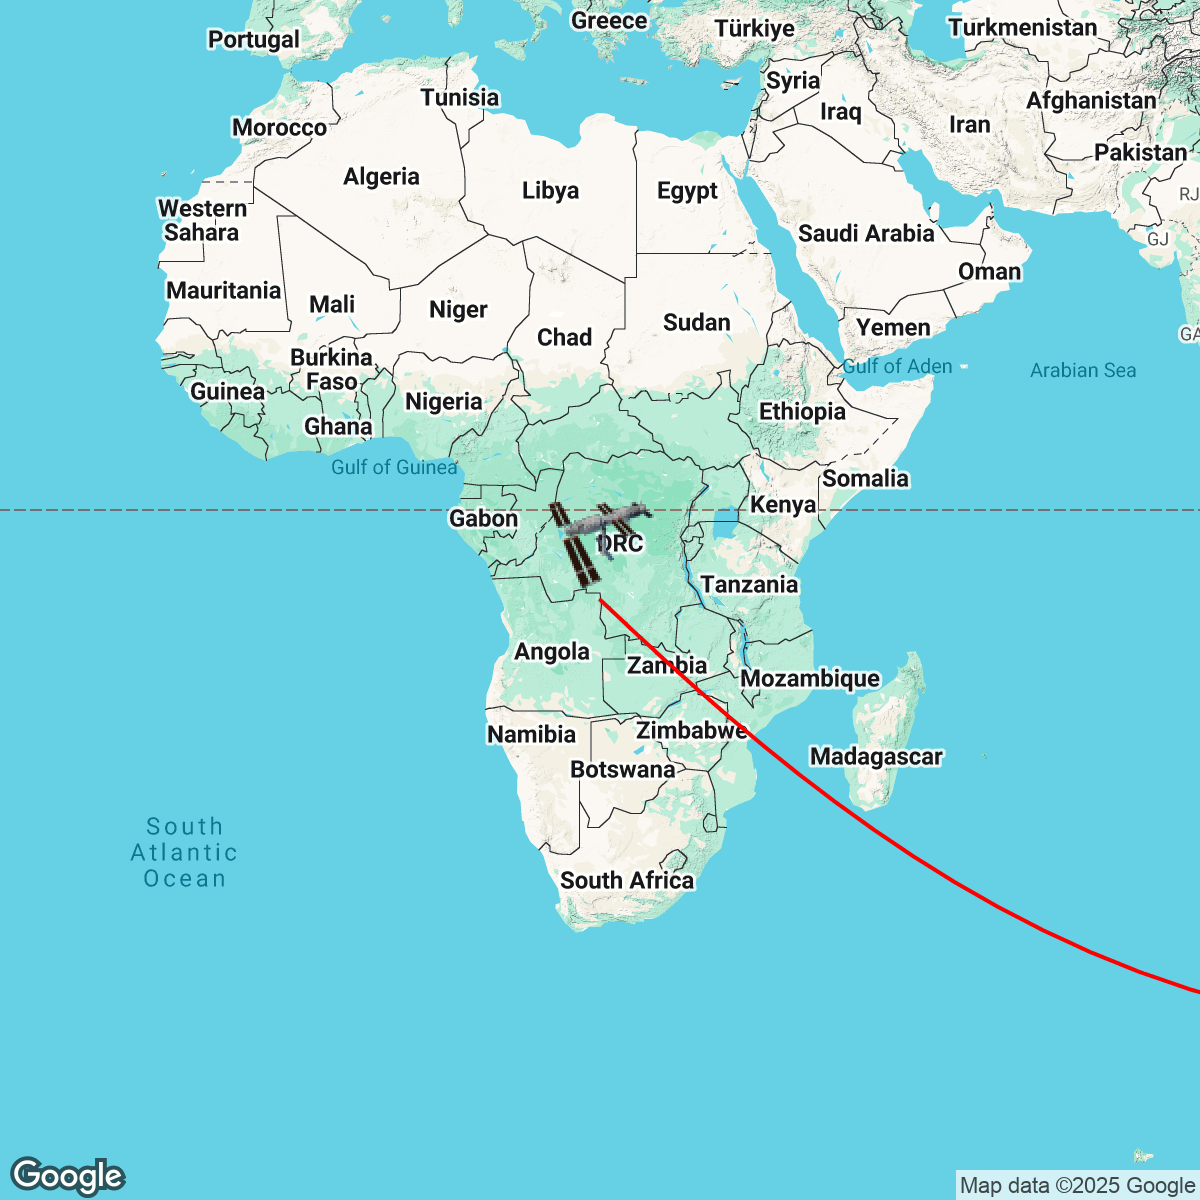 Greece
Türkiye
Turkmenistan
Portugal
Syria
Tunisia
Afghanistan
Iraq
Iran
Morocco
Pakistan
Algeria
Libya
Egypt
RJ
Western
Sahara
Saudi Arabia
GJ
Oman
Mauritania
Mali
Niger
Chad
Sudan
Yemen
GA
Burkina
Faso
Gulf of Aden
Arabian Sea
Guinea
Nigeria
Ethiopia
Ghana
Gulf of Guinea
Somalia
Kenya
Gabon
DRC
Tanzania
Angola
Zambia
Mozambique
Namibia
Zimbabwe
Madagascar
Botswana
South
Atlantic
Ocean
South Africa
Google
Map data ©2025 Google